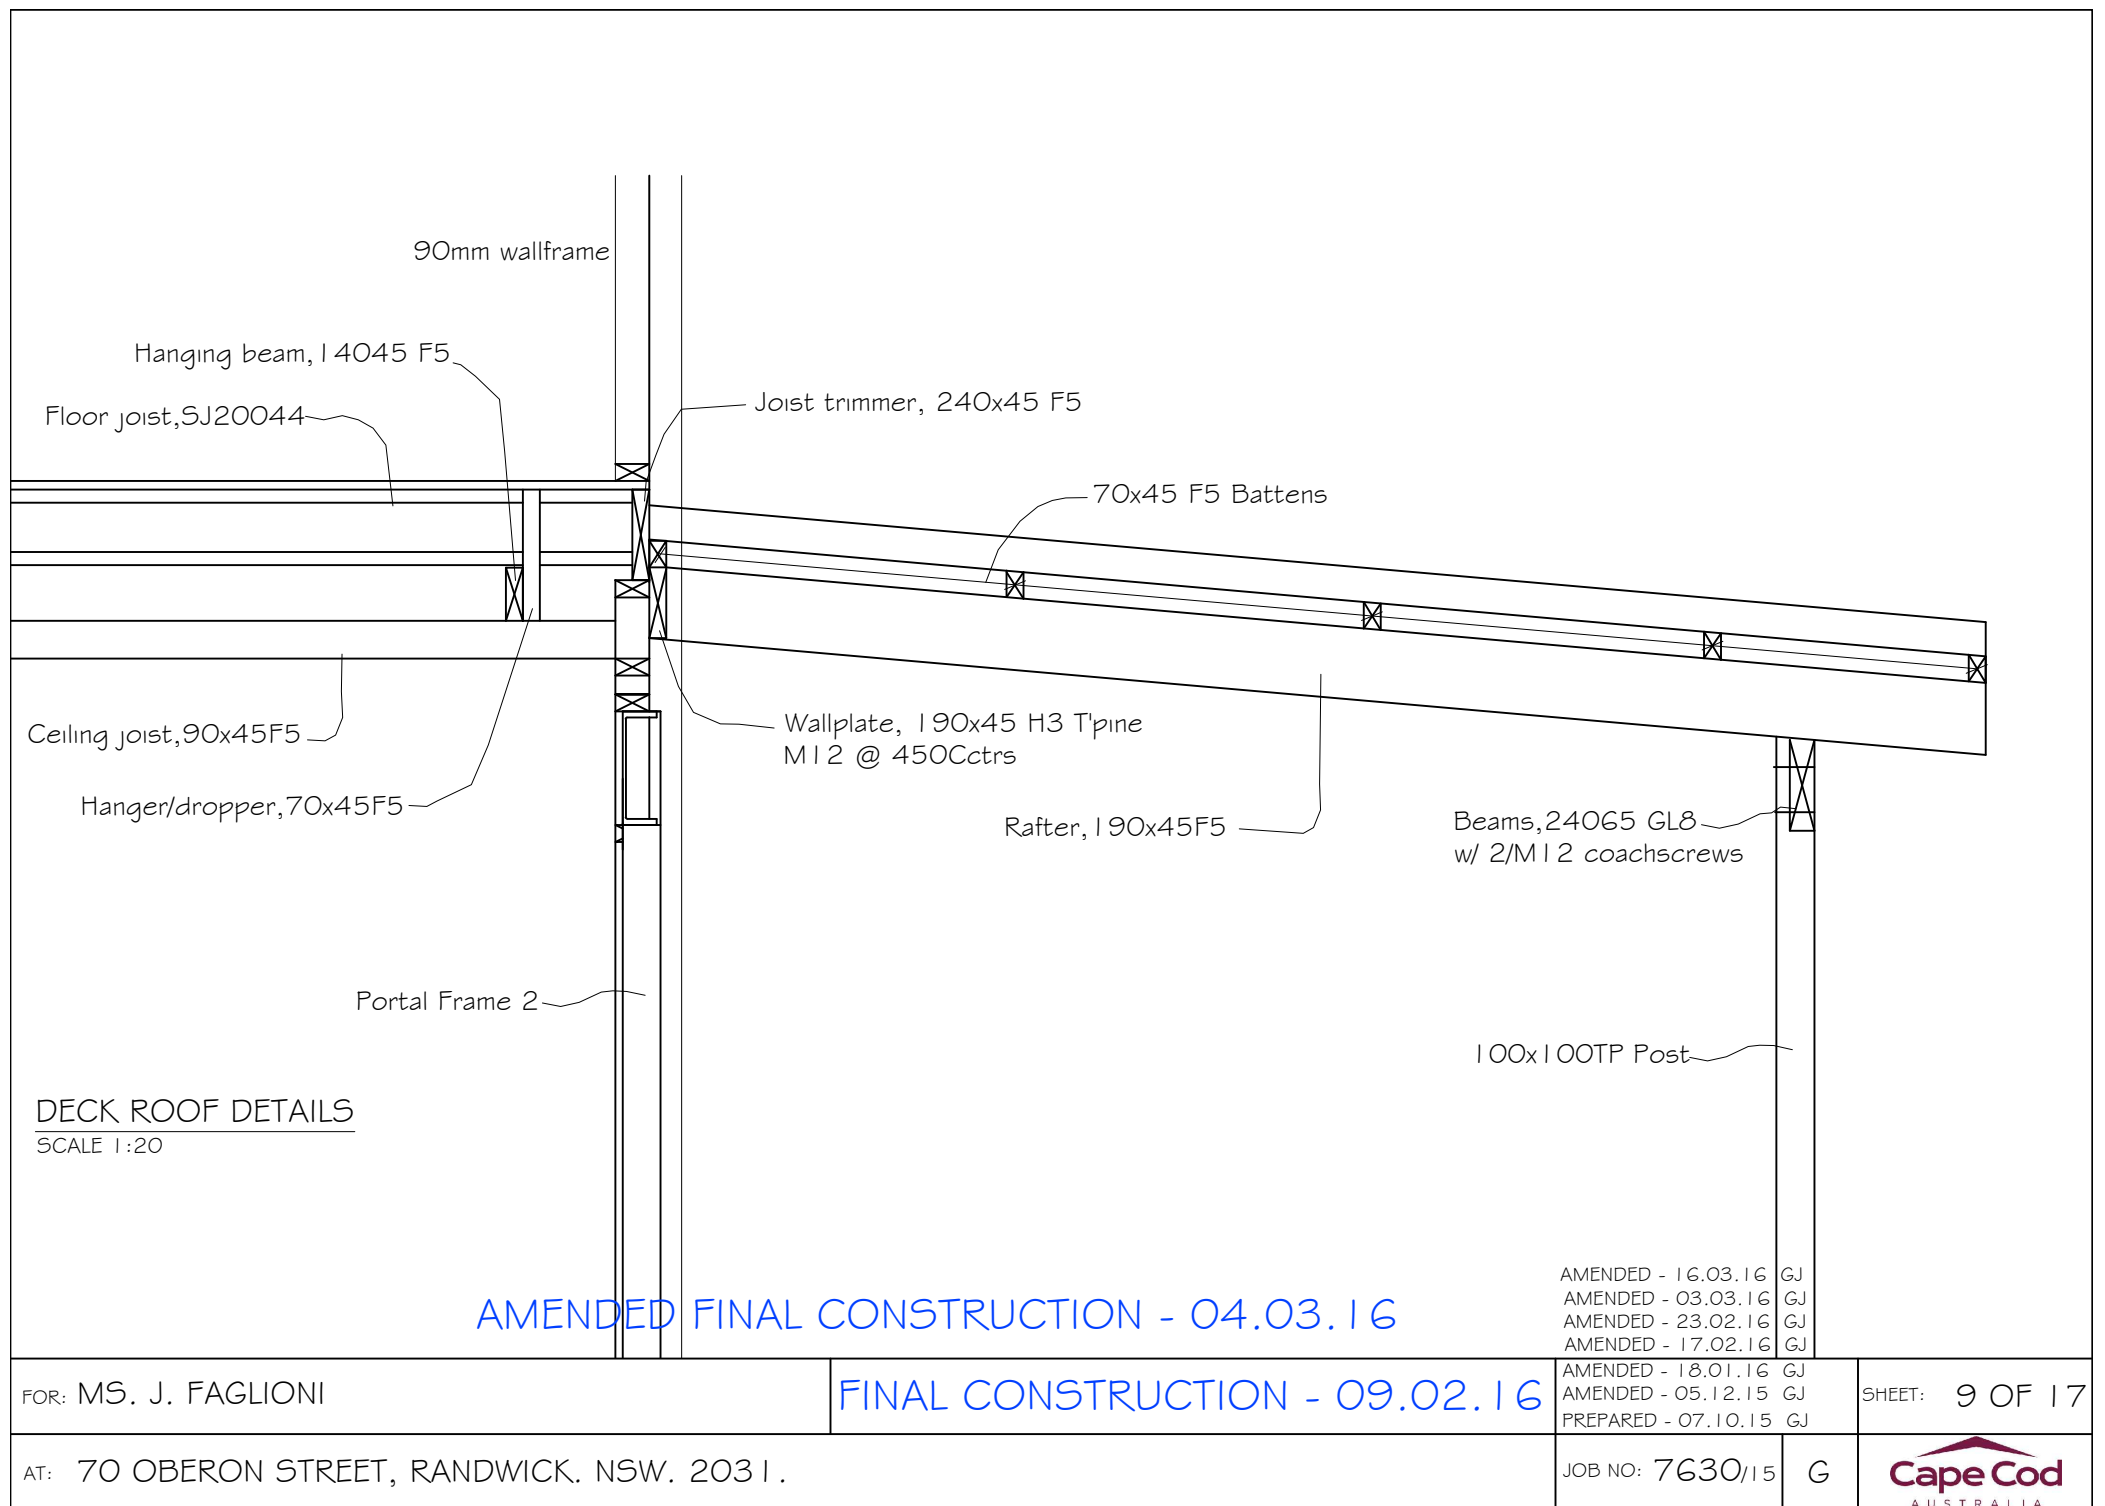 90mm wallframe
Hanging beam,14045 F5
Joist trimmer, 240x45 F5
Floor joist,SJ20044
70x45 F5 Battens
Wallplate, 190x45 H3 T'pine
M12 @ 450Cctrs
Ceiling joist,90x45F5
Hanger/dropper,70x45F5
Rafter,190x45F5
Beams,24065 GL8
w/ 2/M12 coachscrews
Portal Frame 2
100x100TP Post
DECK ROOF DETAILS
SCALE 1:20
AMENDED FINAL CONSTRUCTION - 04.03.16
AMENDED - 16.03.16 GJ
AMENDED - 03.03.16 GJ
AMENDED - 23.02.16 GJ
AMENDED - 17.02.16 GJ
AMENDED - 18.01.16 GJ
AMENDED - 05.12.15 GJ
PREPARED - 07.10.15 GJ
FOR: MS. J. FAGLIONI
FINAL CONSTRUCTION - 09.02.16
SHEET: 9 OF 17
AT: 70 OBERON STREET, RANDWICK. NSW. 2031.
JOB NO: 7630/15
G
Cape Cod
AUSTRALIA